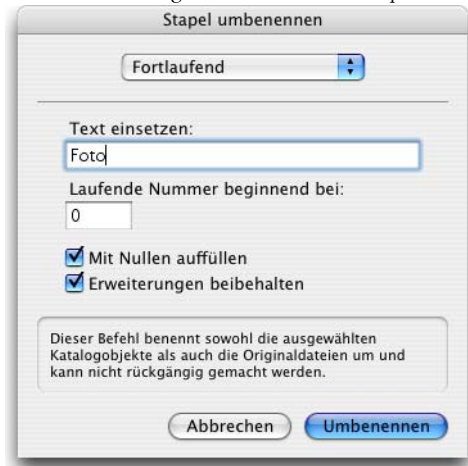 Stapel umbenennen
Fortlaufend
Text einsetzen:
Foto
Laufende Nummer beginnend bei:
0
Mit Nullen auffüllen
Erweiterungen beibehalten
Dieser Befehl benennt sowohl die ausgewählten
Katalogobjekte als auch die Originaldateien um und
kann nicht rückgängig gemacht werden.
Abbrechen
Umbenennen